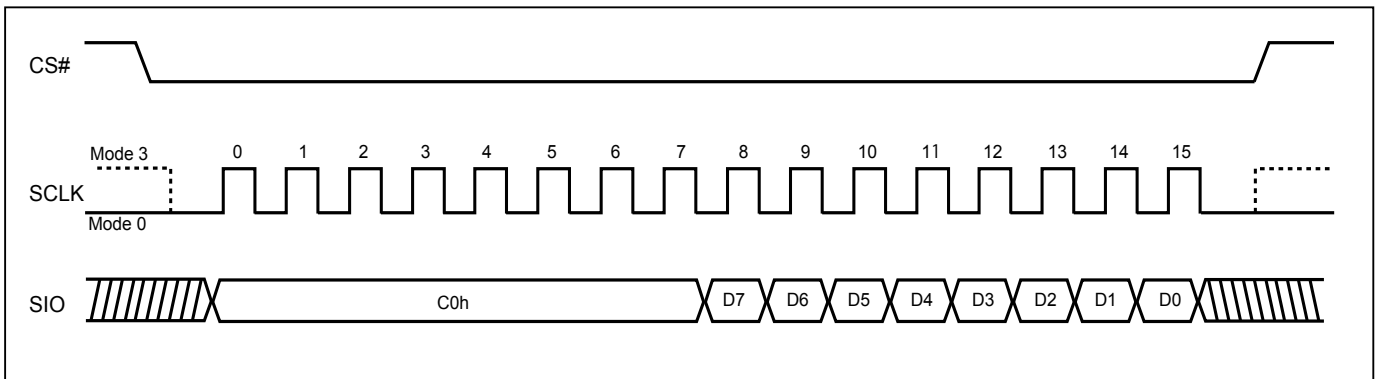 CS#
Mode 3
0 1 2 3 4 5 6 7 8 9 10 11 12 13 14 15
SCLK
Mode 0
SIO
C0h D7 D6 D5 D4 D3 D2 D1 D0